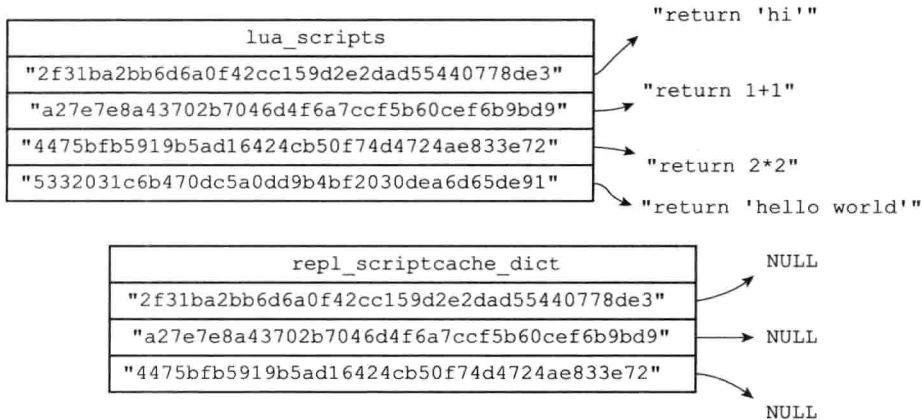 "return 'hi'"
lua_scripts
"2f31ba2bb6d6a0f42cc159d2e2dad55440778de3"
"a27e7e8a43702b7046d4f6a7ccf5b60cef6b9bd9"
"return 1+1"
"4475bfb5919b5ad16424cb50f74d4724ae833e72"
"return 2*2"
"5332031c6b470dc5a0dd9b4bf2030dea6d65de91"
"return 'hello world'"
repl_scriptcache_dict
NULL
"2f31ba2bb6d6a0f42cc159d2e2dad55440778de3"
"a27e7e8a43702b7046d4f6a7ccf5b60cef6b9bd9"
NULL
"4475bfb5919b5ad16424cb50f74d4724ae833e72"
NULL